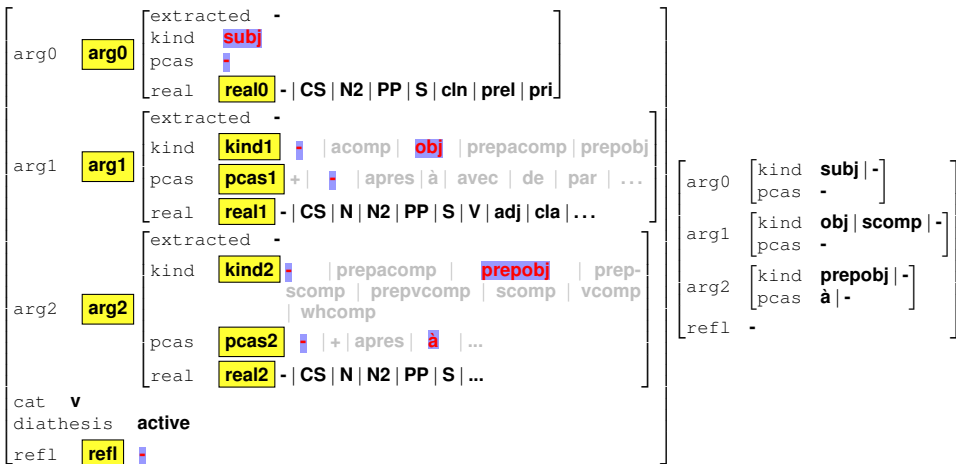 extracted -
kind subj
pcas -
real real0 - | CS | N2 | PP | S | cln | prel | pri
arg0 arg0
extracted -
kind kind1 - | acomp | obj | prepacomp | prepobj
pcas pcas1 + | - | apres | à | avec | de | par | ...
real real1 - | CS | N | N2 | PP | S | V | adj | cla | ...
arg1 arg1
extracted -
kind kind2 - | prepacomp | prepobj | prep-
scomp | prepvcomp | scomp | vcomp
| whcomp
pcas pcas2 - | + | apres | à | ...
real real2 - | CS | N | N2 | PP | S | ...
arg2 arg2
cat v
diathesis active
refl refl -
arg0 kind subj | -
pcas -
arg1 kind obj | scomp | -
pcas -
arg2 kind prepobj | -
pcas à | -
refl -